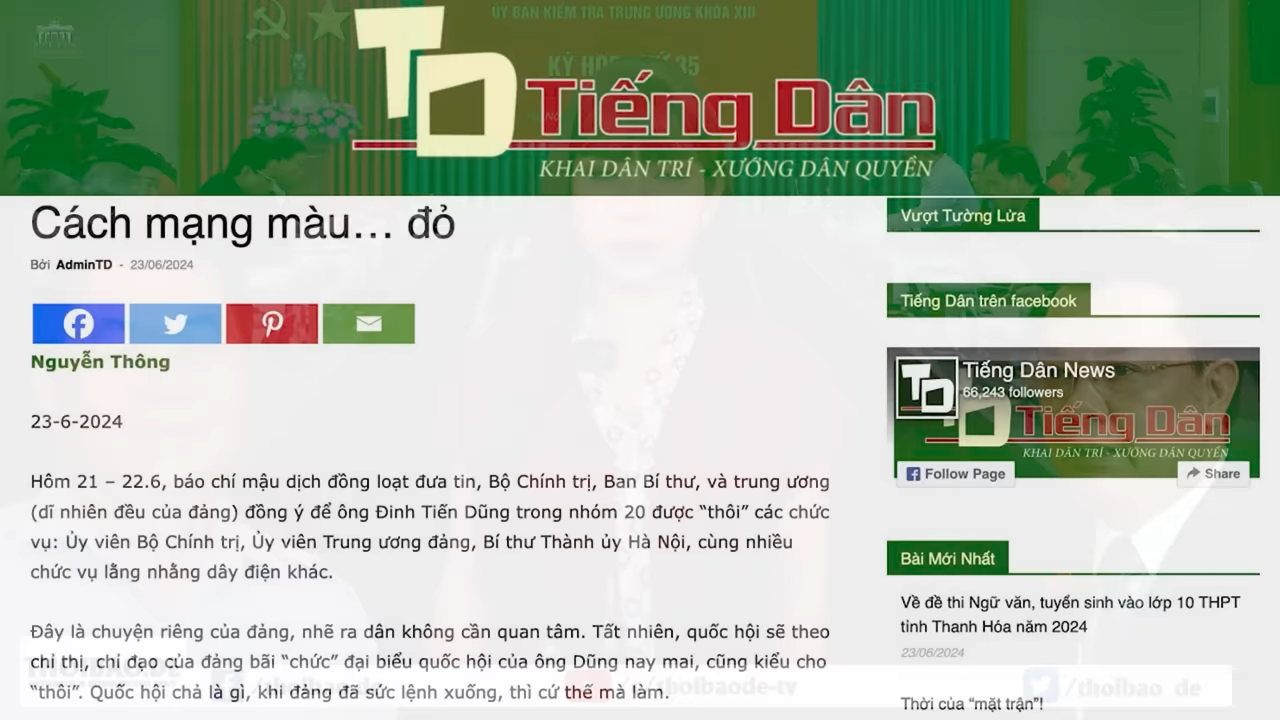 ỦY BAN KIỂM TRA TRUNG ƯƠNG KHÓA XIII
TD
Tiếng Dân
KHAI DÂN TRÍ - XƯỚNG DÂN QUYỀN
Cách mạng màu… đỏ
Bởi AdminTD - 23/06/2024
Nguyễn Thông
23-6-2024
Hôm 21 – 22.6, báo chí mậu dịch đồng loạt đưa tin, Bộ Chính trị, Ban Bí thư, và trung ương
(dĩ nhiên đều của đảng) đồng ý để ông Đinh Tiến Dũng trong nhóm 20 được “thôi” các chức
vụ: Ủy viên Bộ Chính trị, Ủy viên Trung ương đảng, Bí thư Thành ủy Hà Nội, cùng nhiều
chức vụ lằng nhằng dây điện khác.
Đây là chuyện riêng của đảng, nhẽ ra dân không cần quan tâm. Tất nhiên, quốc hội sẽ theo
chỉ thị, chỉ đạo của đảng bãi “chức” đại biểu quốc hội của ông Dũng nay mai, cũng kiểu cho
“thôi”. Quốc hội chả là gì, khi đảng đã sức lệnh xuống, thì cứ thế mà làm.
Vượt Tường Lửa
Tiếng Dân trên facebook
TD
Tiếng Dân News
66,243 followers
Tiếng Dân
KHAI DÂN TRÍ - XƯỚNG DÂN QUYỀN
Follow Page
Share
Bài Mới Nhất
Về đề thi Ngữ văn, tuyển sinh vào lớp 10 THPT
tỉnh Thanh Hóa năm 2024
23/06/2024
Thời của “mặt trận”!
THOIBAO.DE
/thoibao.de
/thoibao_de